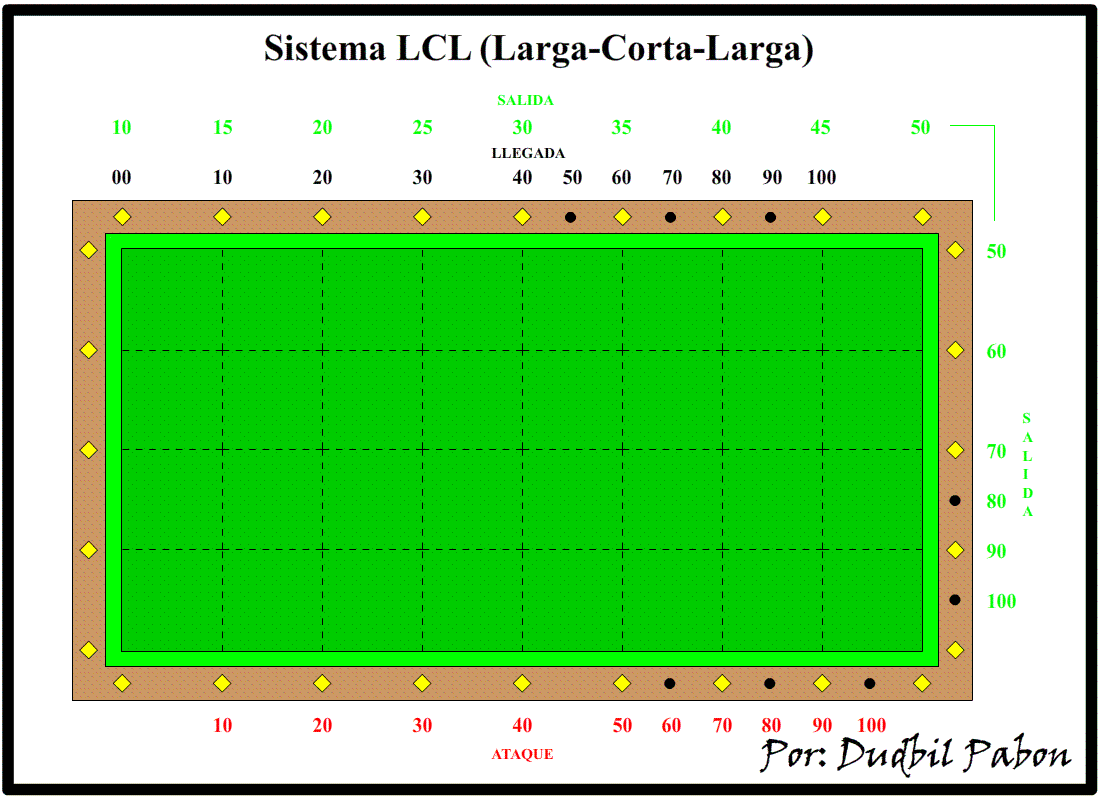 Sistema LCL (Larga-Corta-Larga)
SALIDA
10 15 20 25 30 35 40 45 50
LLEGADA
00 10 20 30 40 50 60 70 80 90 100
50
60
70
80
90
100
SALIDA
10 20 30 40 50 60 70 80 90 100
ATAQUE
Por: Dudbil Pabon